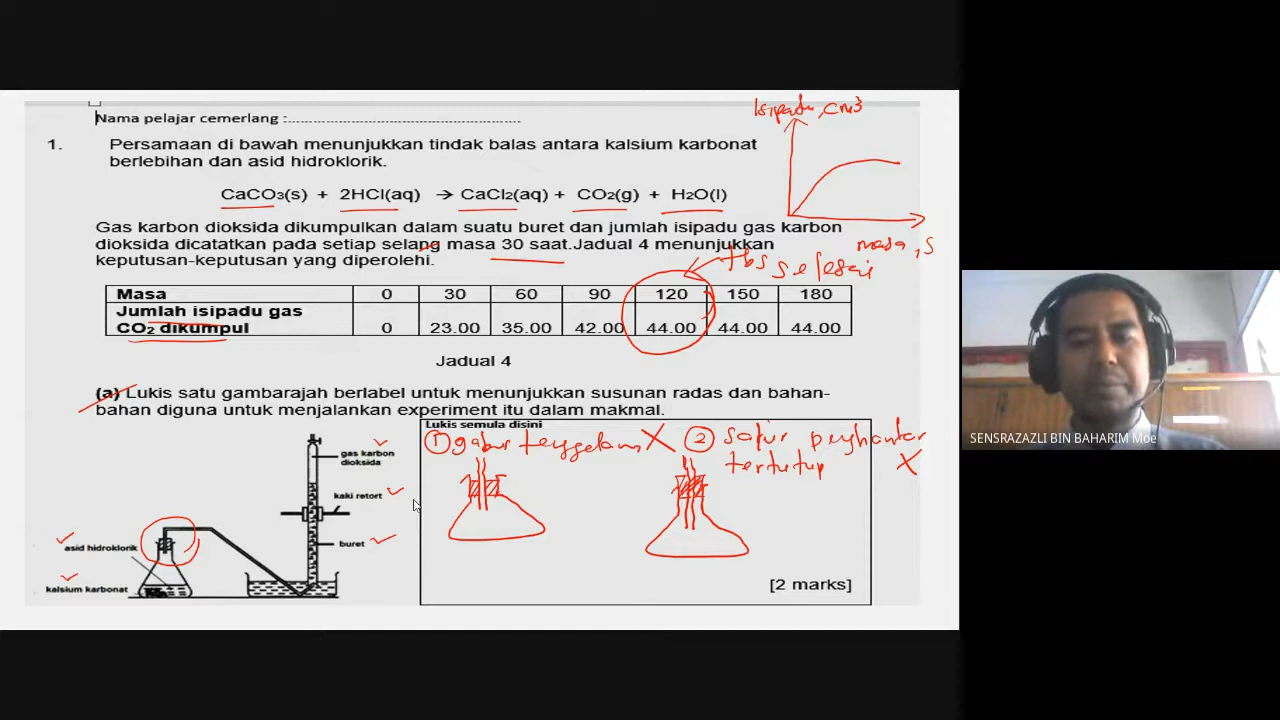 Isipadu, cm3
Nama pelajar cemerlang :.......................................................
1. Persamaan di bawah menunjukkan tindak balas antara kalsium karbonat
berlebihan dan asid hidroklorik.
CaCO3(s) + 2HCl(aq) → CaCl2(aq) + CO2(g) + H2O(l)
Gas karbon dioksida dikumpulkan dalam suatu buret dan jumlah isipadu gas karbon
dioksida dicatatkan pada setiap selang masa 30 saat.Jadual 4 menunjukkan
masa, S
keputusan-keputusan yang diperolehi.
tbs selesai
Masa 0 30 60 90 120 150 180
Jumlah isipadu gas
CO2 dikumpul 0 23.00 35.00 42.00 44.00 44.00 44.00
Jadual 4
(a) Lukis satu gambarajah berlabel untuk menunjukkan susunan radas dan bahan-
bahan diguna untuk menjalankan experiment itu dalam makmal.
Lukis semula disini
① gabus tenggelam X ② salur penghantar
tertutup X
gas karbon
dioksida
kaki retort
buret
asid hidroklorik
kalsium karbonat
[2 marks]
SENSRAZAZLI BIN BAHARIM Moe